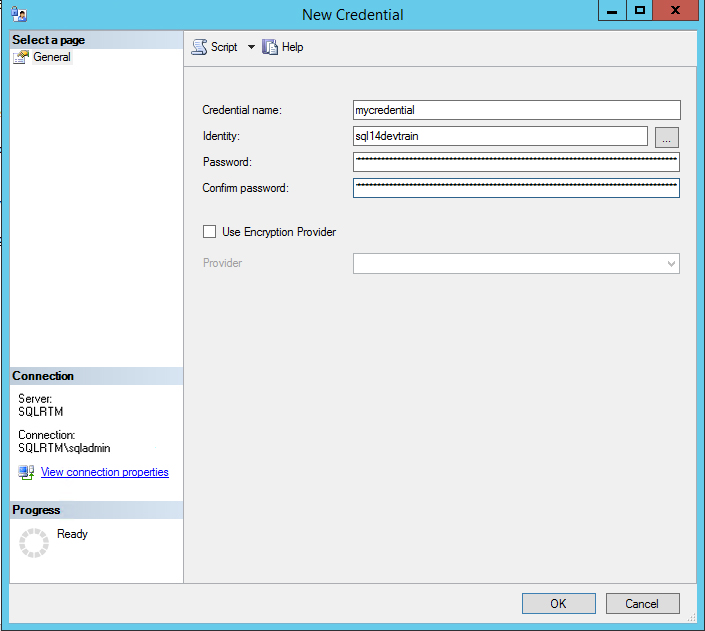 New Credential
Select a page
General
Script
Help
Credential name:
mycredential
Identity:
sql14devtrain
...
Password:
Confirm password:
Use Encryption Provider
Provider
Connection
Server:
SQLRTM
Connection:
SQLRTM\sqladmin
View connection properties
Progress
Ready
OK
Cancel